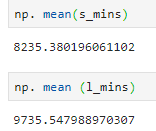 np. mean(s_mins)
8235.380196061102
np. mean (l_mins)
9735.547988970307